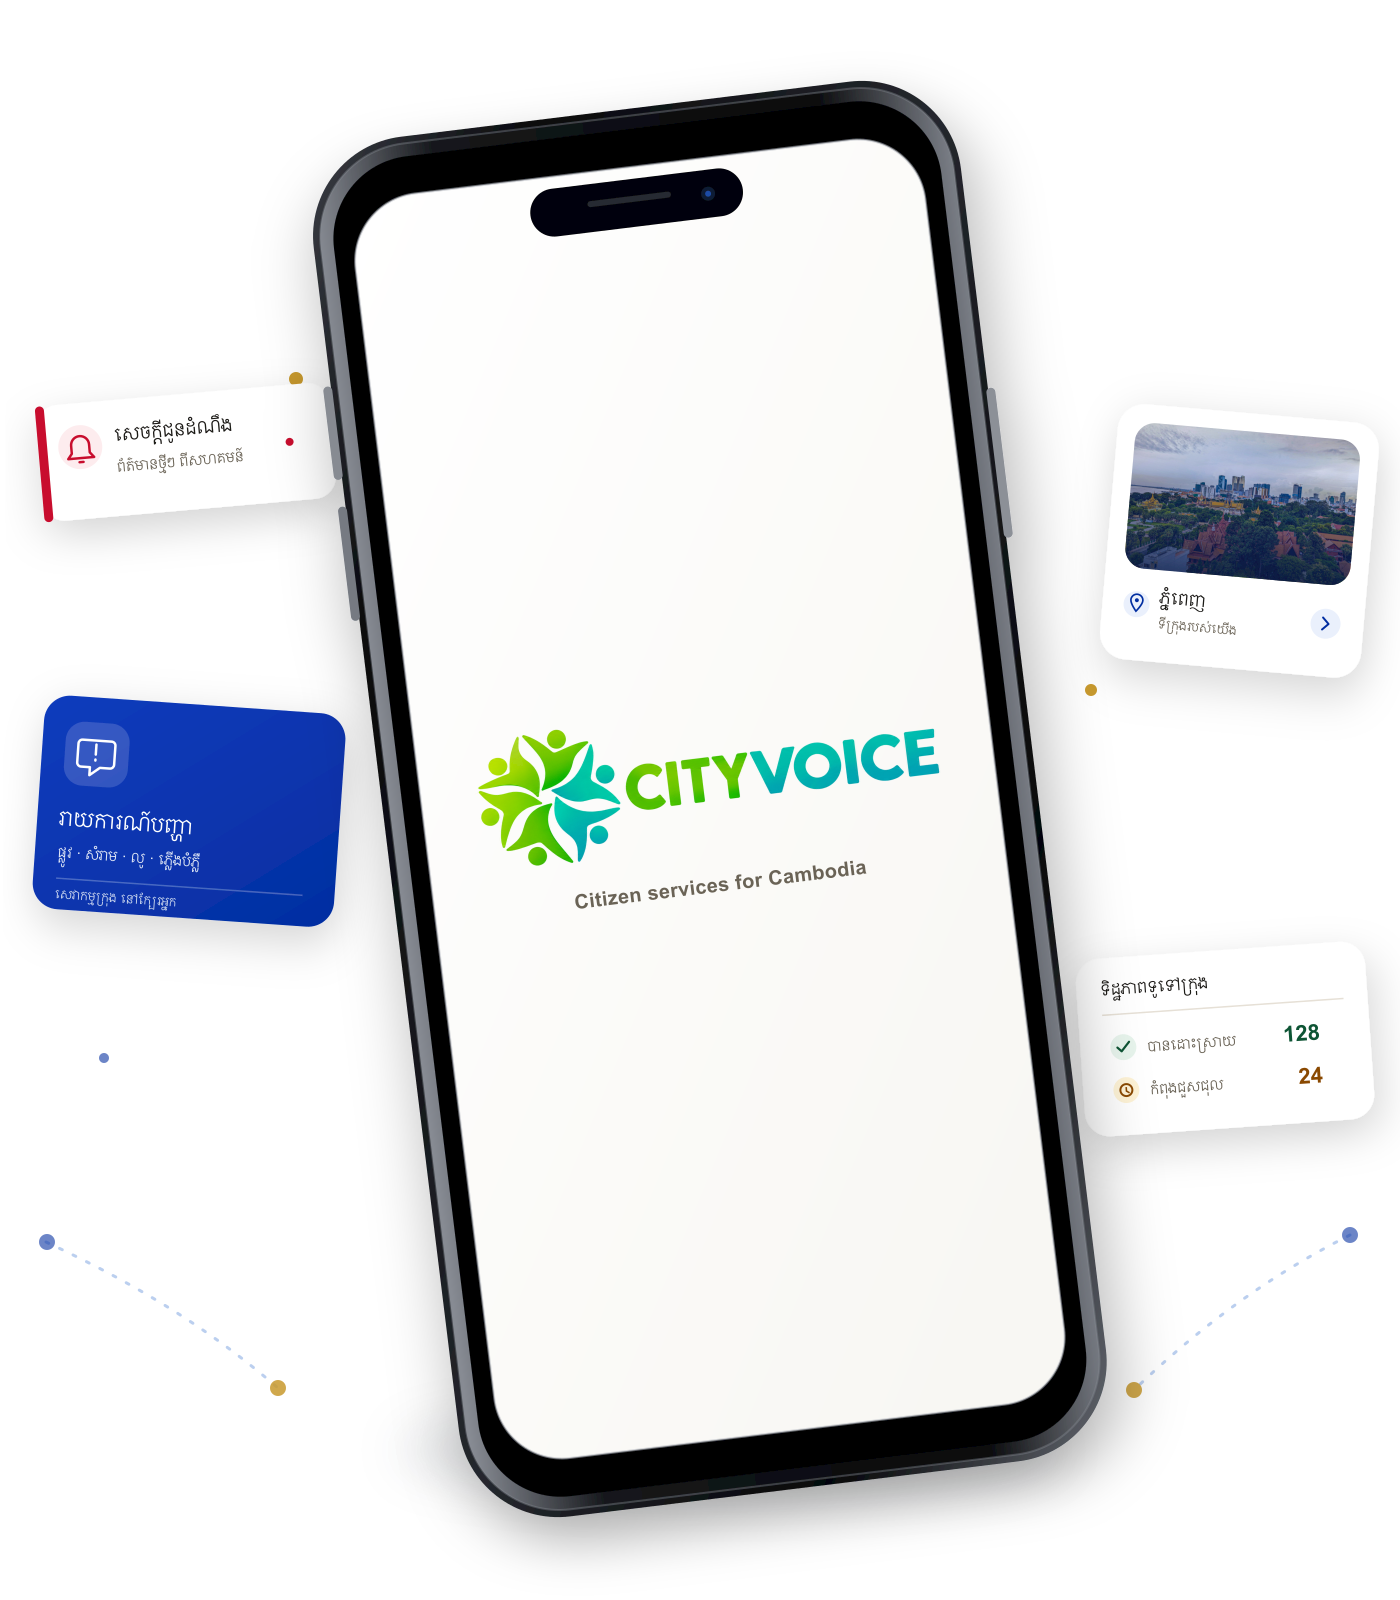 សេចក្តីជូនដំណឹង
ព័ត៌មានថ្មីៗ ពីសហគមន៍
ភ្នំពេញ
ទីក្រុងរបស់យើង
CITYVOICE
Citizen services for Cambodia
រាយការណ៍បញ្ហា
ផ្លូវ · សំរាម · លូ · ភ្លើងបំភ្លឺ
សេវាកម្មក្រុង នៅក្បែរអ្នក
ទិដ្ឋភាពទូទៅក្រុង
បានដោះស្រាយ 128
កំពុងជួសជុល 24